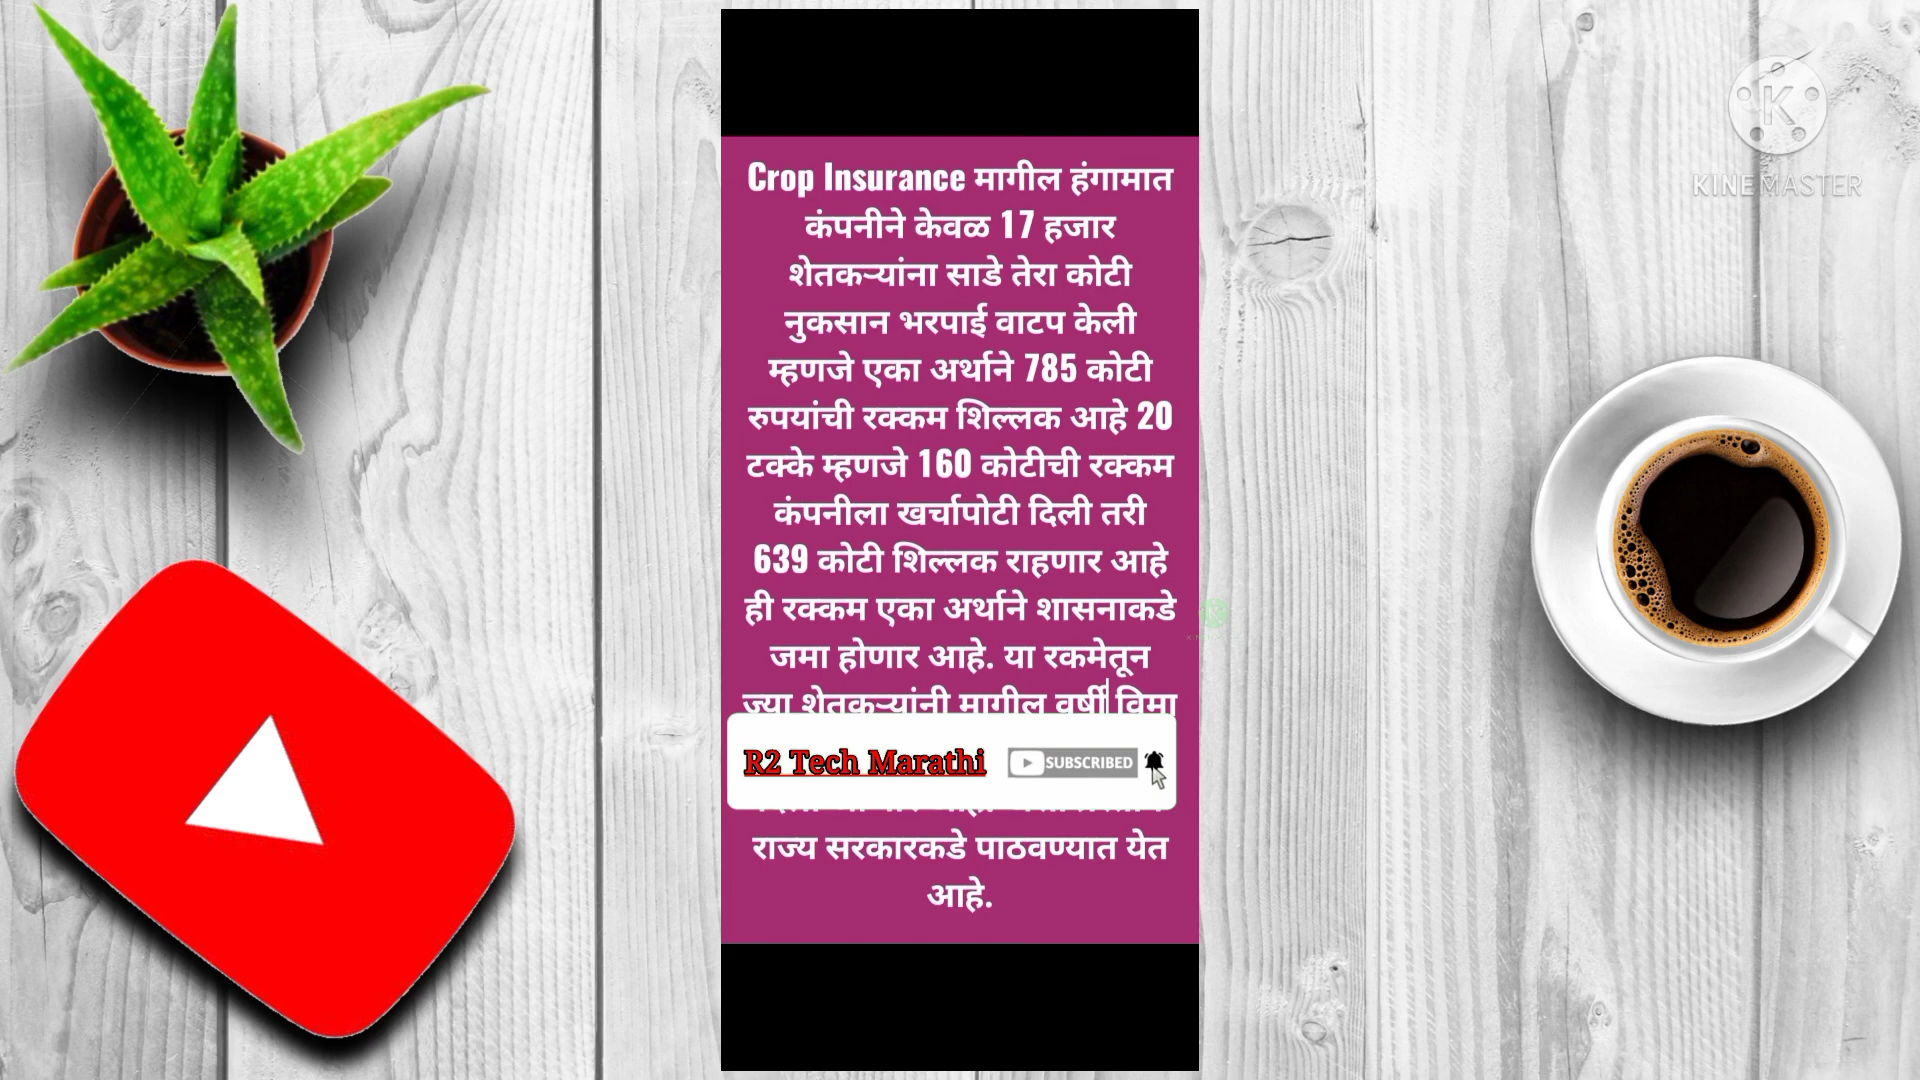 Crop Insurance मागील हंगामात
कंपनीने केवळ 17 हजार
शेतकऱ्यांना साडे तेरा कोटी
नुकसान भरपाई वाटप केली
म्हणजे एका अर्थाने 785 कोटी
रुपयांची रक्कम शिल्लक आहे 20
टक्के म्हणजे 160 कोटीची रक्कम
कंपनीला खर्चापोटी दिली तरी
639 कोटी शिल्लक राहणार आहे
ही रक्कम एका अर्थाने शासनाकडे
जमा होणार आहे. या रकमेतून
ज्या शेतकऱ्यांनी मागील वर्षी विमा
R2 Tech Marathi SUBSCRIBED
राज्य सरकारकडे पाठवण्यात येत
आहे.
KINEMASTER